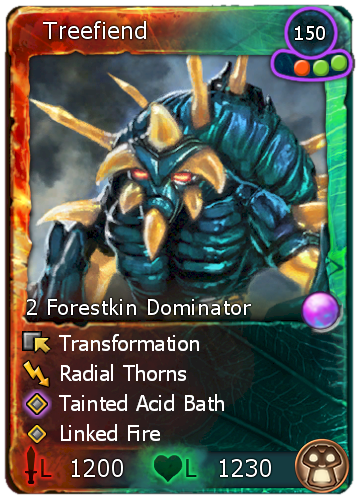 Treefiend
150
2 Forestkin Dominator
Transformation
Radial Thorns
Tainted Acid Bath
Linked Fire
L 1200 L 1230